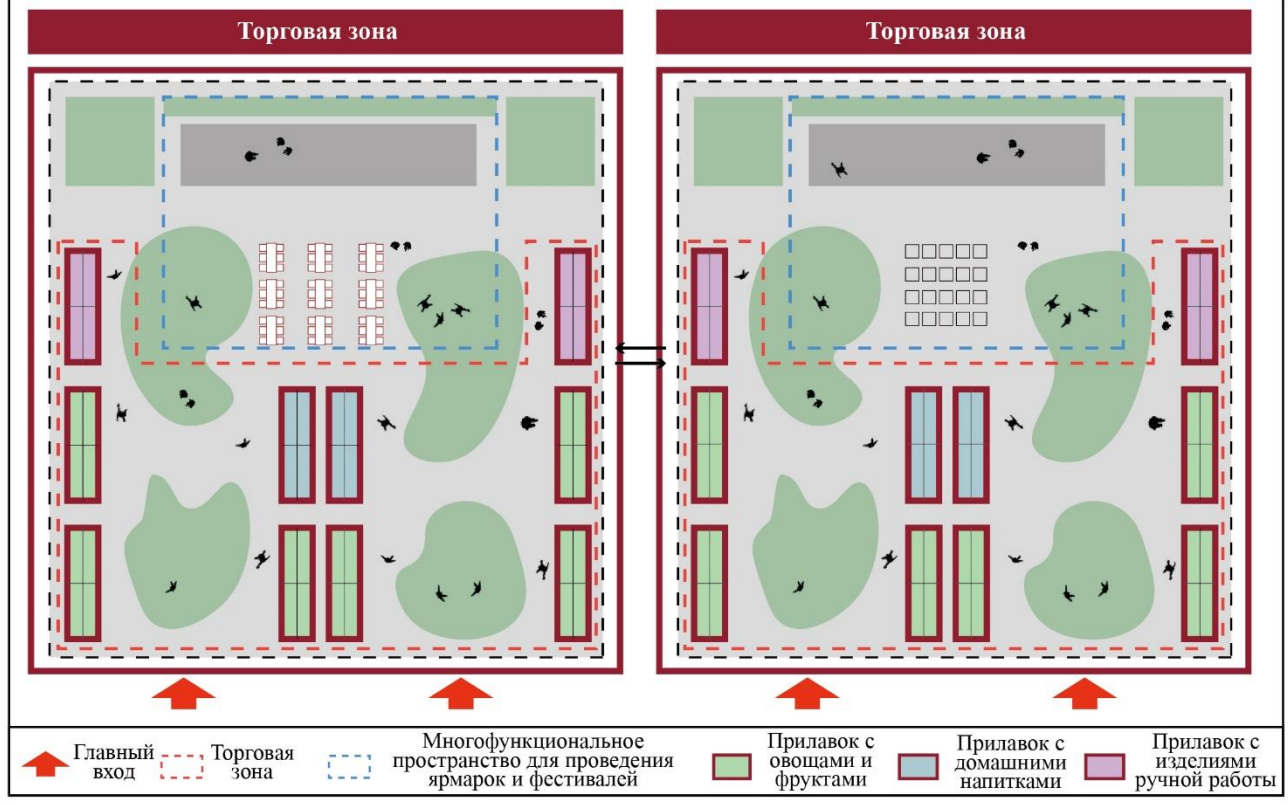 Торговая зона
Торговая зона
Главный
вход
Торговая
зона
Многофункциональное
пространство для проведения
ярмарок и фестивалей
Прилавок с
овощами и
фруктами
Прилавок с
домашними
напитками
Прилавок с
изделиями
ручной работы